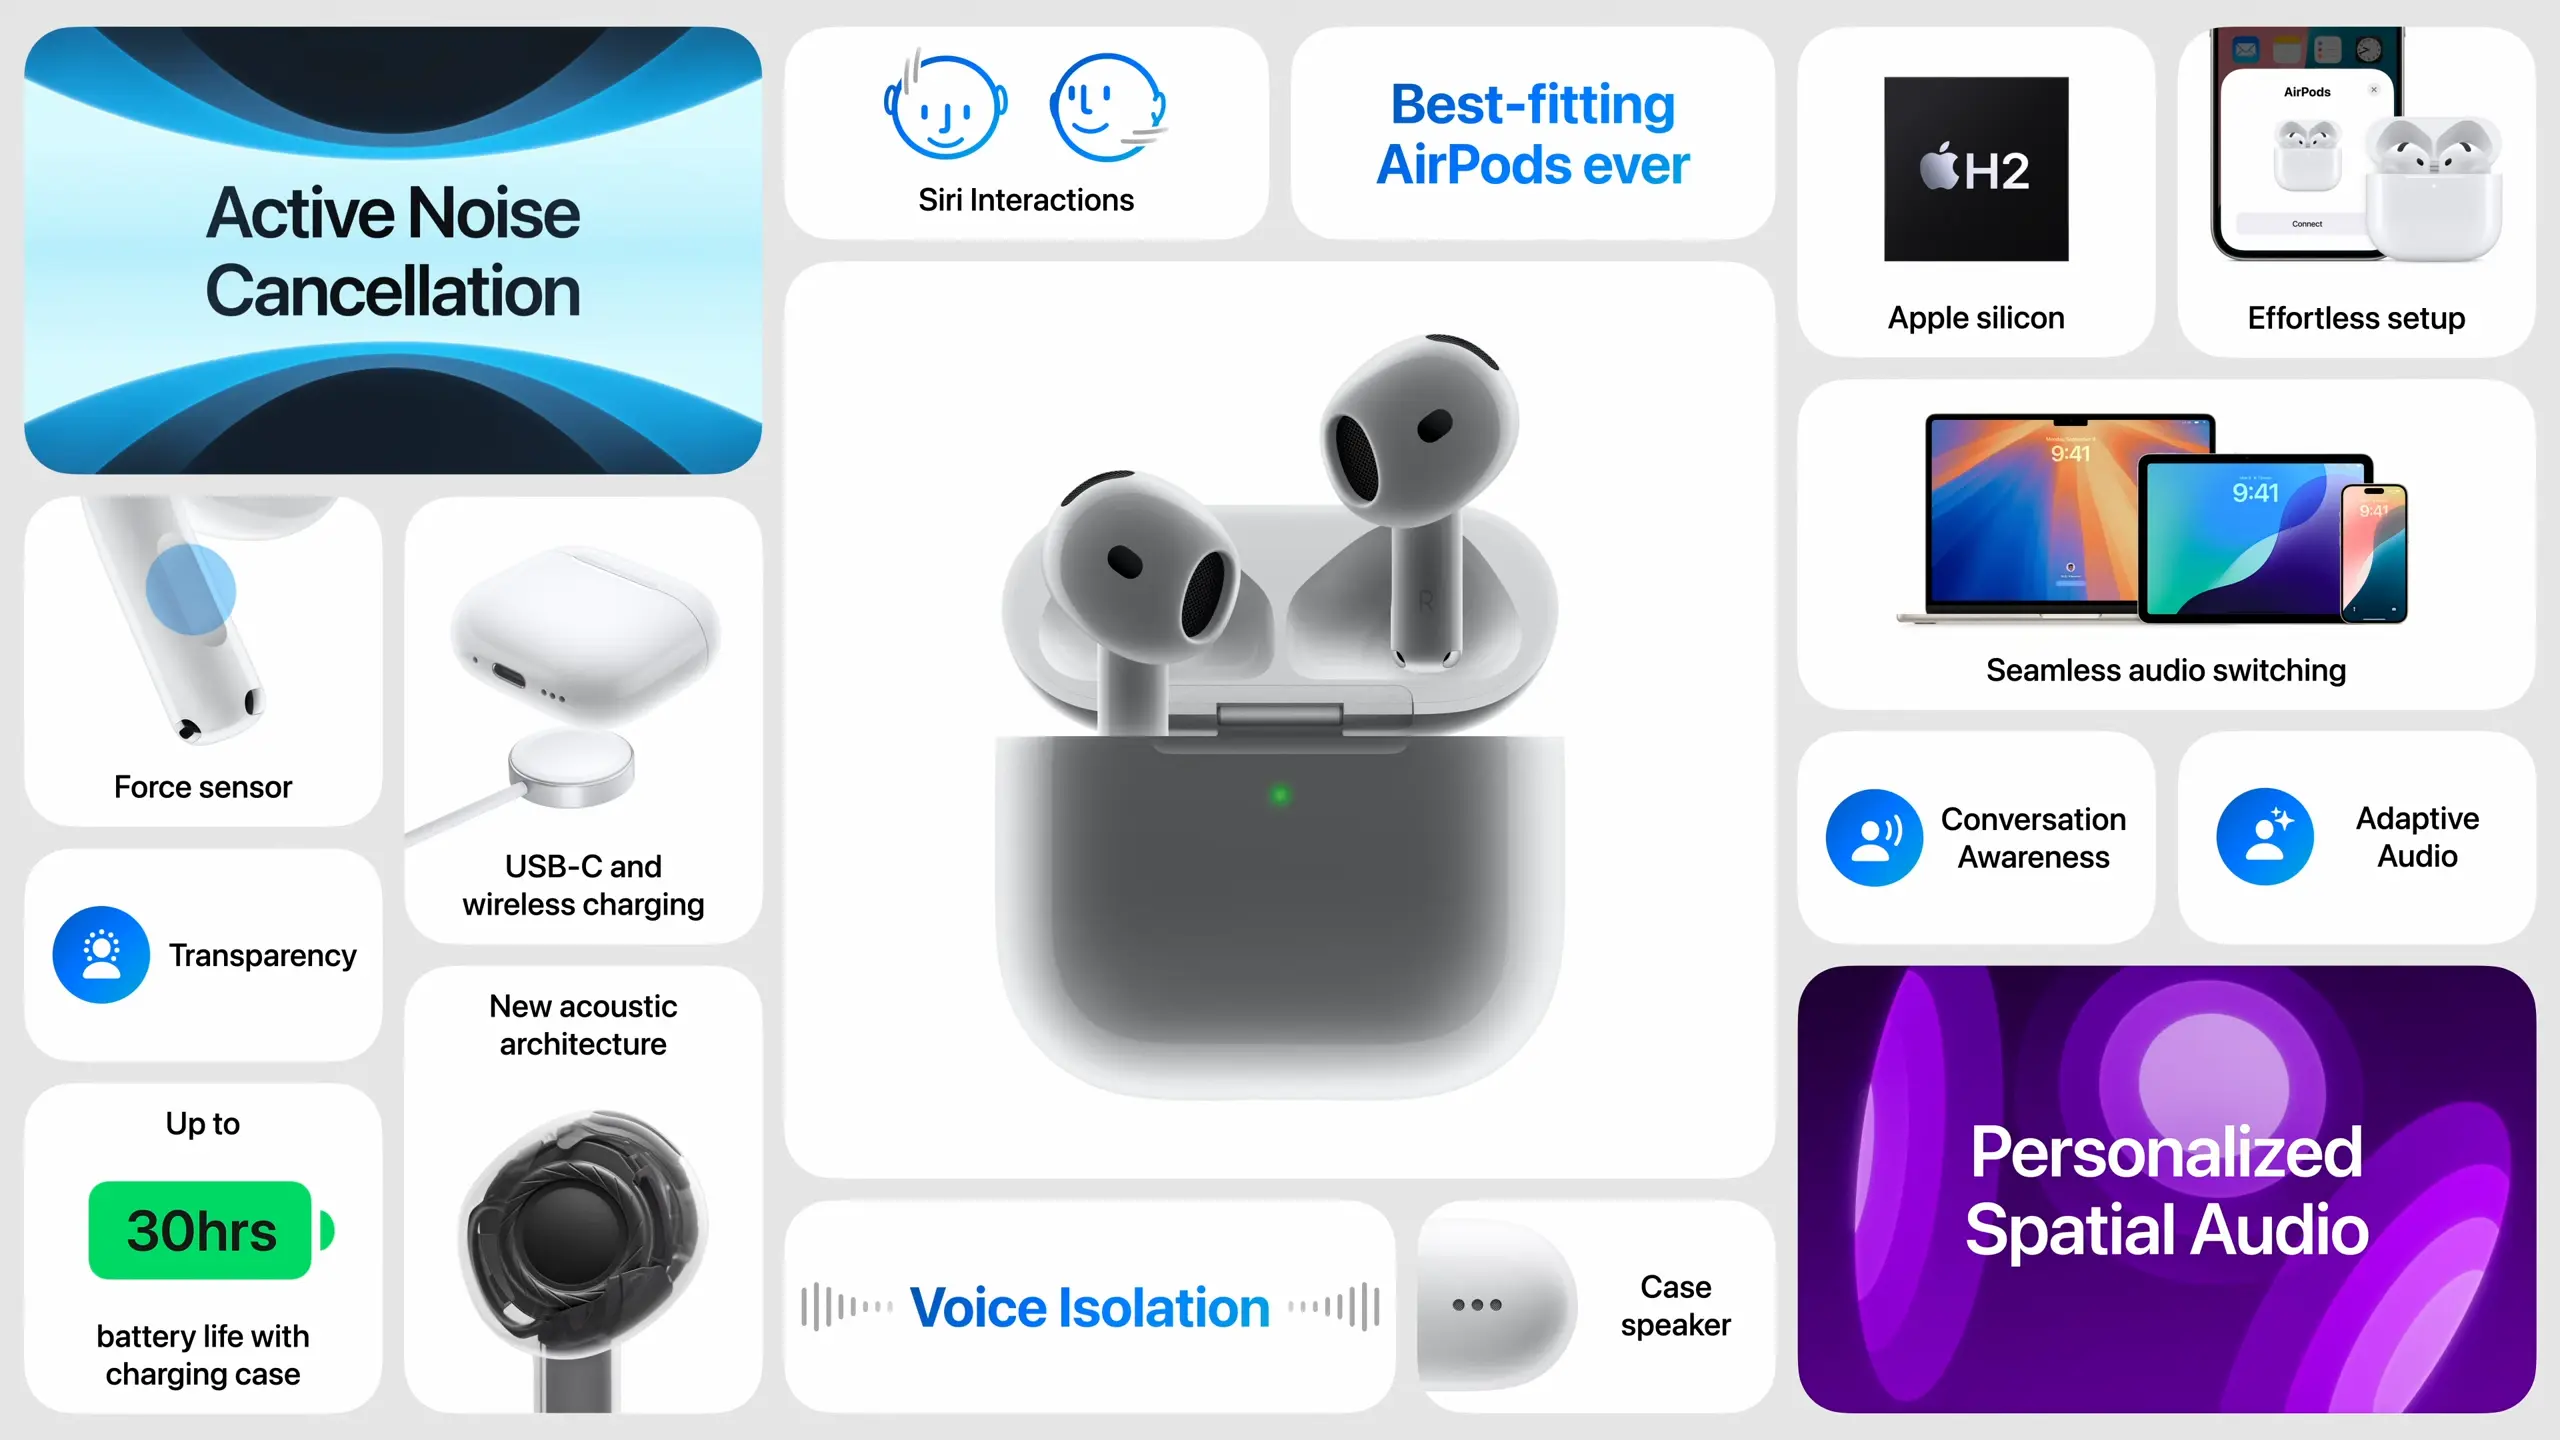 Active Noise
Cancellation
Siri Interactions
Best-fitting
AirPods ever
H2
Apple silicon
AirPods
Connect
Effortless setup
Force sensor
USB-C and
wireless charging
R
9:41
9:41
9:41
Seamless audio switching
Transparency
Conversation
Awareness
Adaptive
Audio
Up to
30hrs
battery life with
charging case
New acoustic
architecture
Voice Isolation
Case
speaker
Personalized
Spatial Audio